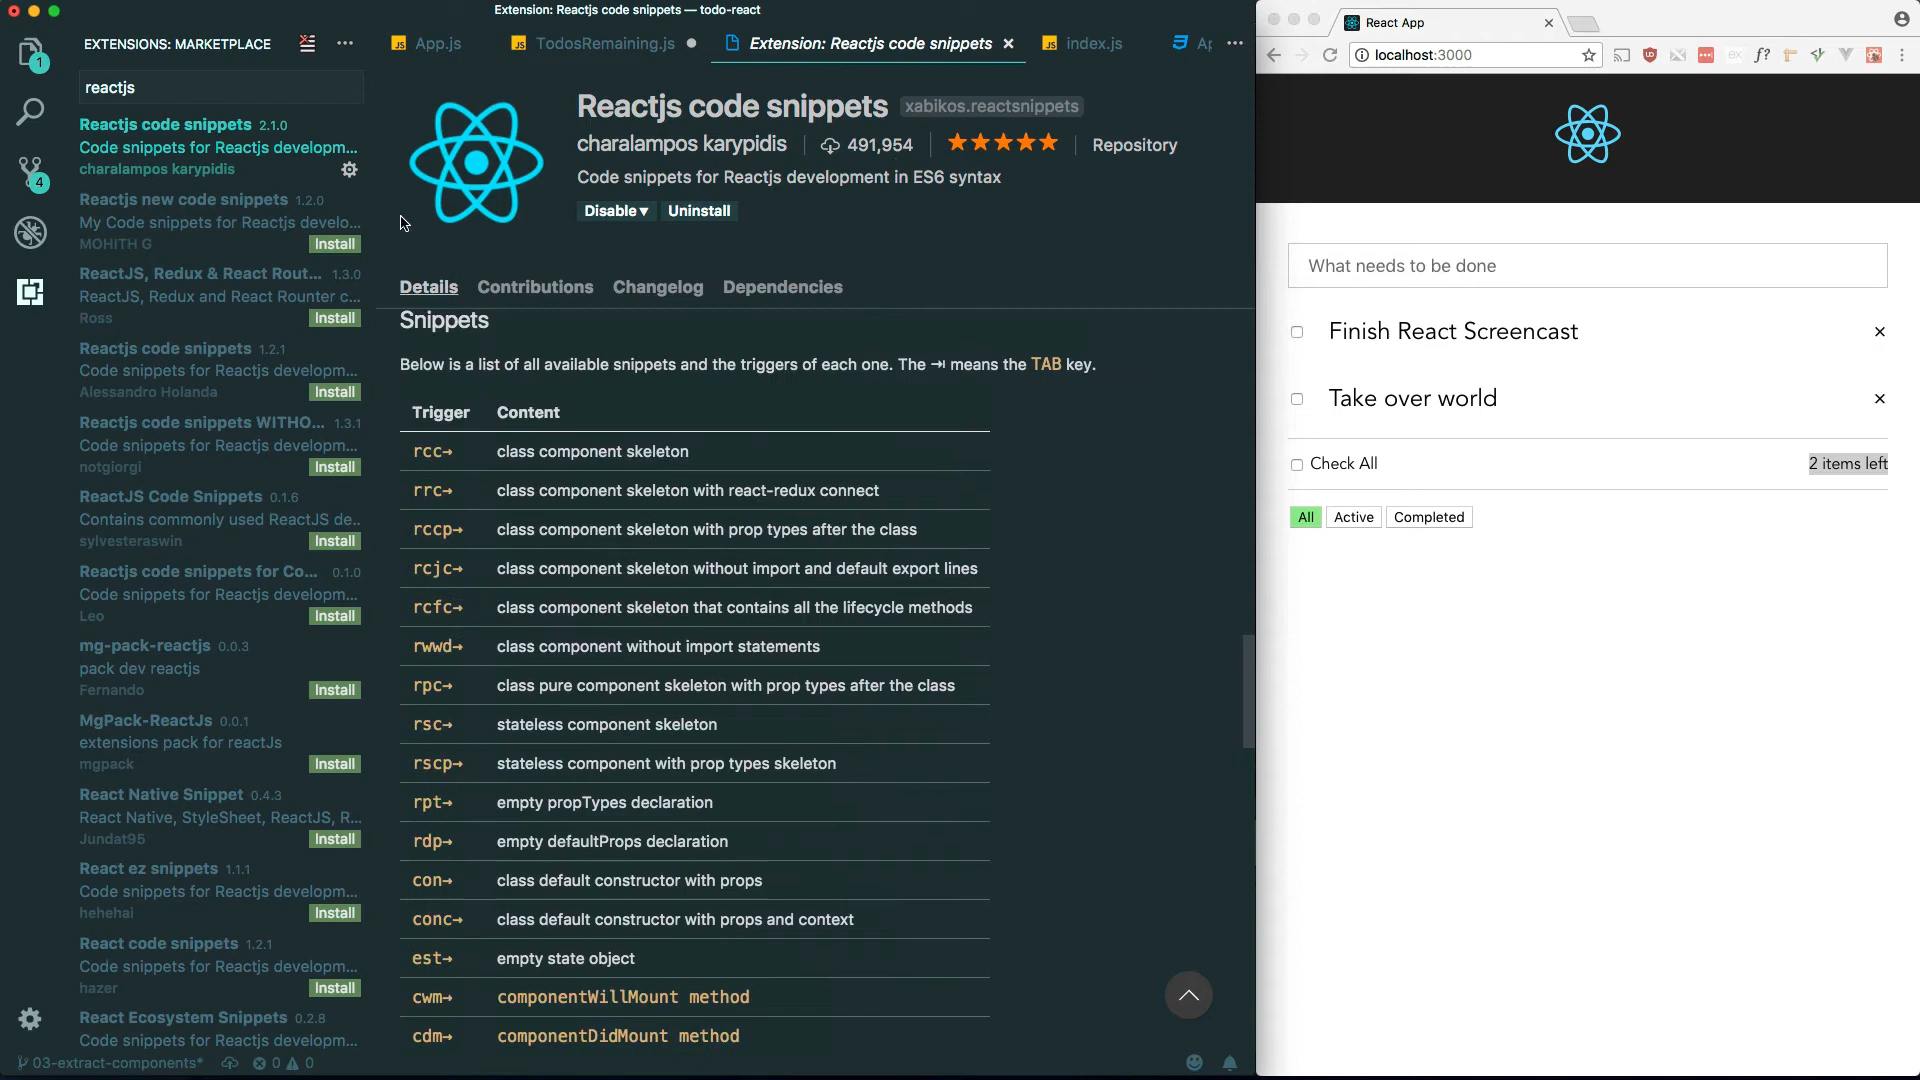 Extension: Reactjs code snippets — todo-react
EXTENSIONS: MARKETPLACE
reactjs
Reactjs code snippets 2.1.0
Code snippets for Reactjs developm...
charalampos karypidis
Reactjs new code snippets 1.2.0
My Code snippets for Reactjs develo...
MOHITH G Install
ReactJS, Redux & React Rout... 1.3.0
ReactJS, Redux and React Rounter c...
Ross Install
Reactjs code snippets 1.2.1
Code snippets for Reactjs developm...
Alessandro Holanda Install
Reactjs code snippets WITHO... 1.3.1
Code snippets for Reactjs developm...
notgiorgi Install
ReactJS Code Snippets 0.1.6
Contains commonly used ReactJS de...
sylvesteraswin Install
Reactjs code snippets for Co... 0.1.0
Code snippets for Reactjs developm...
Leo Install
mg-pack-reactjs 0.0.3
pack dev reactjs
Fernando Install
MgPack-ReactJs 0.0.1
extensions pack for reactJs
mgpack Install
React Native Snippet 0.4.3
React Native, StyleSheet, ReactJS, R...
Jundat95 Install
React ez snippets 1.1.1
Code snippets for Reactjs developm...
hehehai Install
React code snippets 1.2.1
Code snippets for Reactjs developm...
hazer Install
React Ecosystem Snippets 0.2.8
Code snippets for Reactjs developm...
1
4
03-extract-components* 0 0
JS App.js JS TodosRemaining.js Extension: Reactjs code snippets JS index.js Ap
Reactjs code snippets xabikos.reactsnippets
charalampos karypidis 491,954 Repository
Code snippets for Reactjs development in ES6 syntax
Disable Uninstall
Details Contributions Changelog Dependencies
Snippets
Below is a list of all available snippets and the triggers of each one. The ⇥ means the TAB key.
Trigger Content
rcc→ class component skeleton
rrc→ class component skeleton with react-redux connect
rccp→ class component skeleton with prop types after the class
rcjc→ class component skeleton without import and default export lines
rcfc→ class component skeleton that contains all the lifecycle methods
rwwd→ class component without import statements
rpc→ class pure component skeleton with prop types after the class
rsc→ stateless component skeleton
rscp→ stateless component with prop types skeleton
rpt→ empty propTypes declaration
rdp→ empty defaultProps declaration
con→ class default constructor with props
conc→ class default constructor with props and context
est→ empty state object
cwm→ componentWillMount method
cdm→ componentDidMount method
React App
localhost:3000
f?
What needs to be done
Finish React Screencast
Take over world
Check All 2 items left
All Active Completed